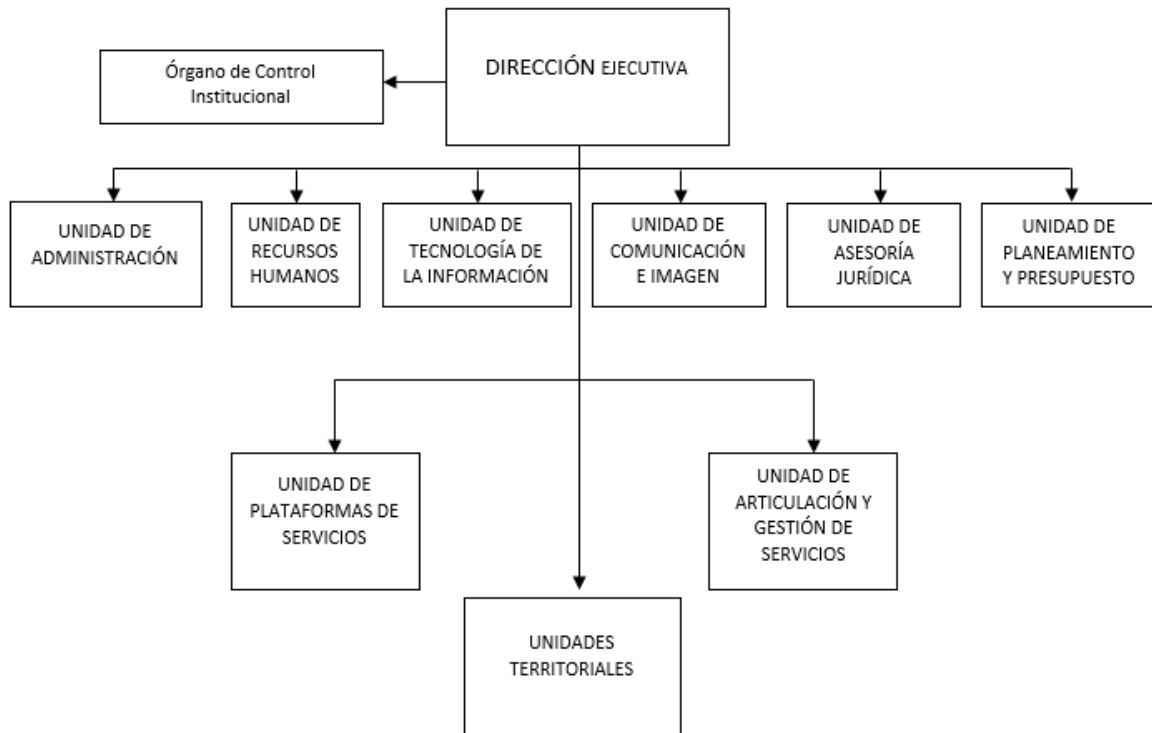 DIRECCIÓN EJECUTIVA
Órgano de Control
Institucional
UNIDAD DE
ADMINISTRACIÓN
UNIDAD DE
RECURSOS
HUMANOS
UNIDAD DE
TECNOLOGÍA DE
LA INFORMACIÓN
UNIDAD DE
COMUNICACIÓN
E IMAGEN
UNIDAD DE
ASESORÍA
JURÍDICA
UNIDAD DE
PLANEAMIENTO
Y PRESUPUESTO
UNIDAD DE
PLATAFORMAS DE
SERVICIOS
UNIDAD DE
ARTICULACIÓN Y
GESTIÓN DE
SERVICIOS
UNIDADES
TERRITORIALES